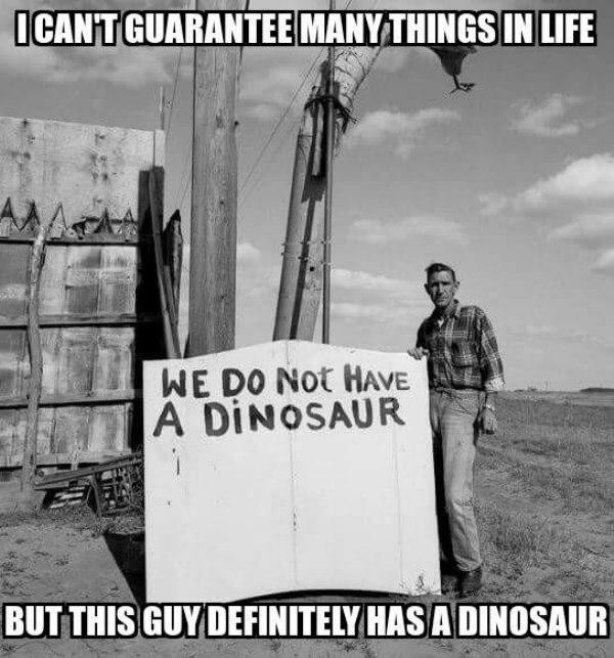 I CAN'T GUARANTEE MANY THINGS IN LIFE
WE DO NOt HAVE
A DiNOSAUR
BUT THIS GUY DEFINITELY HAS A DINOSAUR